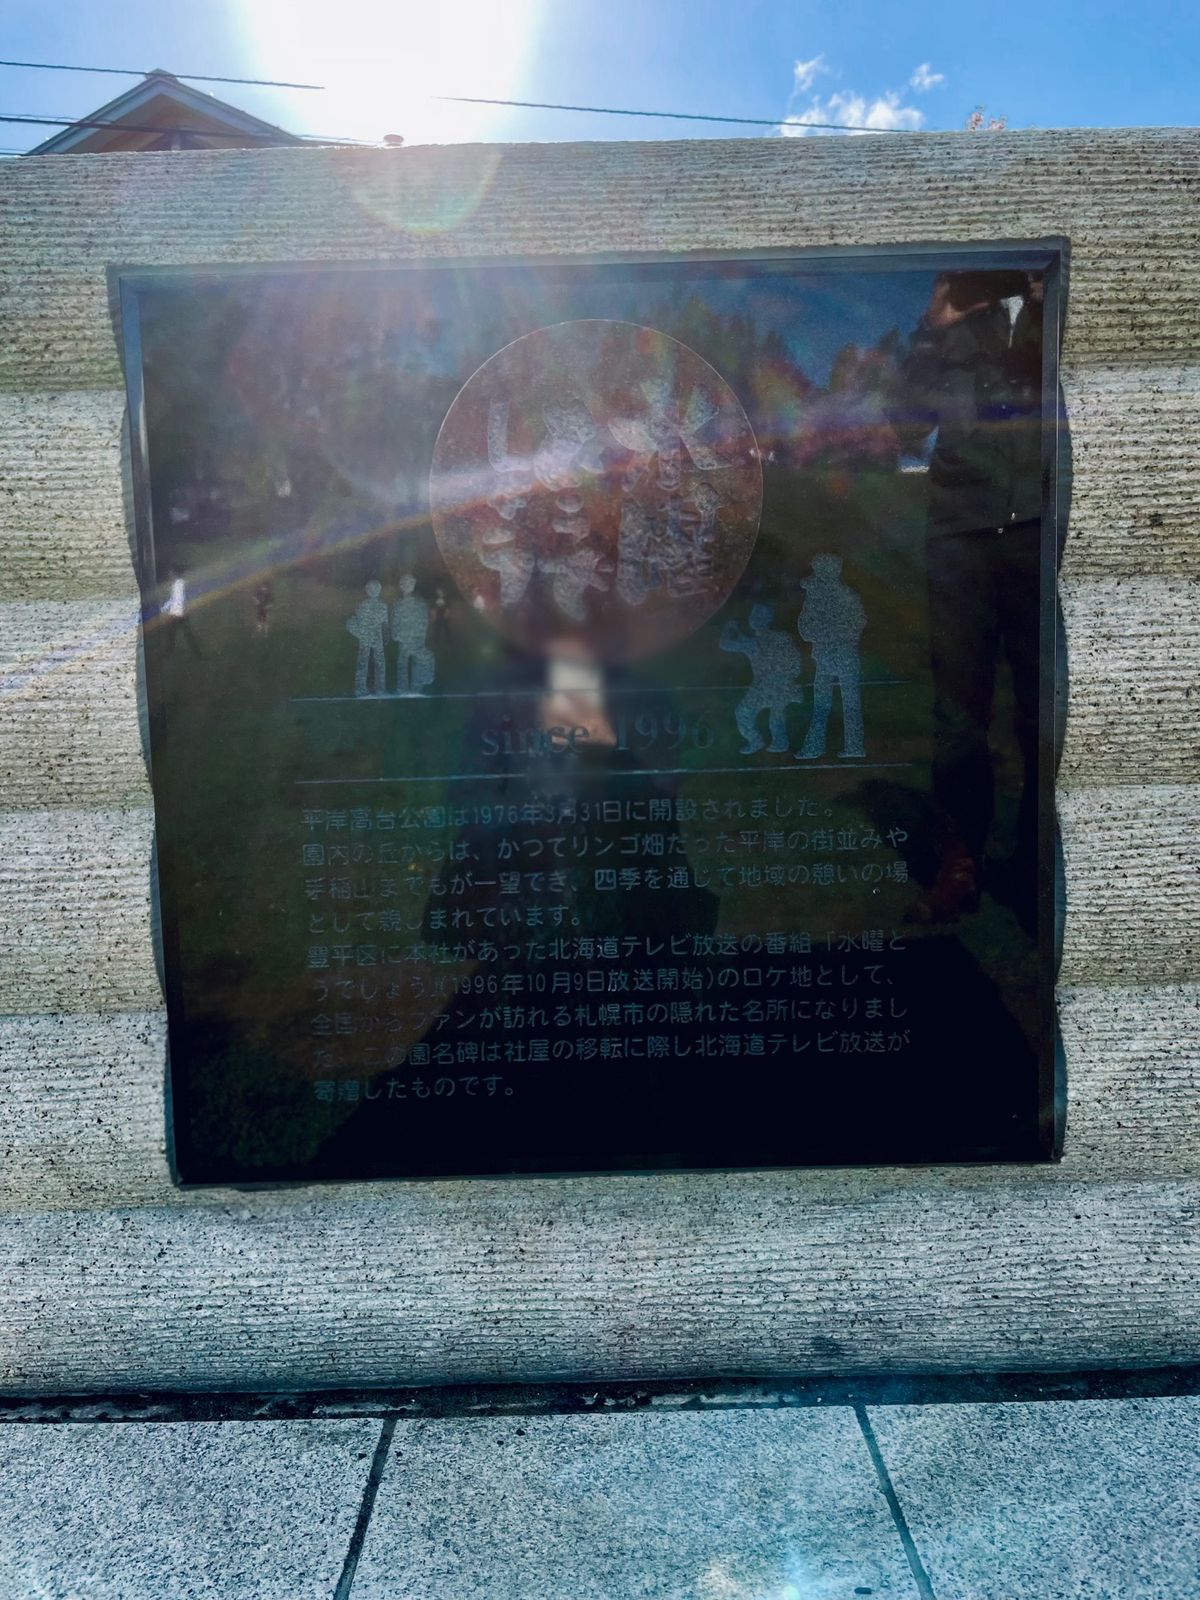 水曜
どうでしょう
since 1996
平岸高台公園は1976年3月31日に開設されました。
園内の丘からは、かつてリンゴ畑だった平岸の街並みや
手稲山までもが一望でき、四季を通じて地域の憩いの場
として親しまれています。
豊平区に本社があった北海道テレビ放送の番組「水曜ど
うでしょう」(1996年10月9日放送開始)のロケ地として、
全国からファンが訪れる札幌市の隠れた名所になりまし
た。この園名碑は社屋の移転に際し北海道テレビ放送が
寄贈したものです。